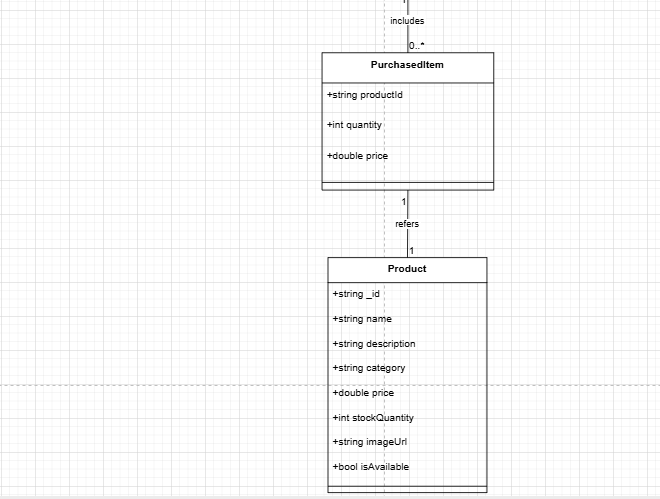 includes
0..*
PurchasedItem
+string productId
+int quantity
+double price
1
refers
1
Product
+string _id
+string name
+string description
+string category
+double price
+int stockQuantity
+string imageUrl
+bool isAvailable